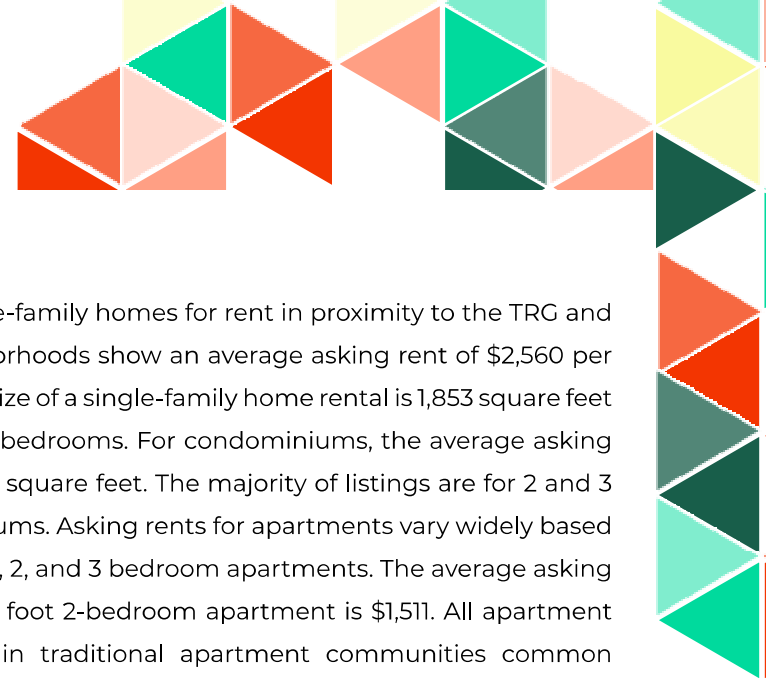 e-family homes for rent in proximity to the TRG and
orhoods show an average asking rent of $2,560 per
ize of a single-family home rental is 1,853 square feet
bedrooms. For condominiums, the average asking
square feet. The majority of listings are for 2 and 3
ums. Asking rents for apartments vary widely based
, 2, and 3 bedroom apartments. The average asking
foot 2-bedroom apartment is $1,511. All apartment
in traditional apartment communities common